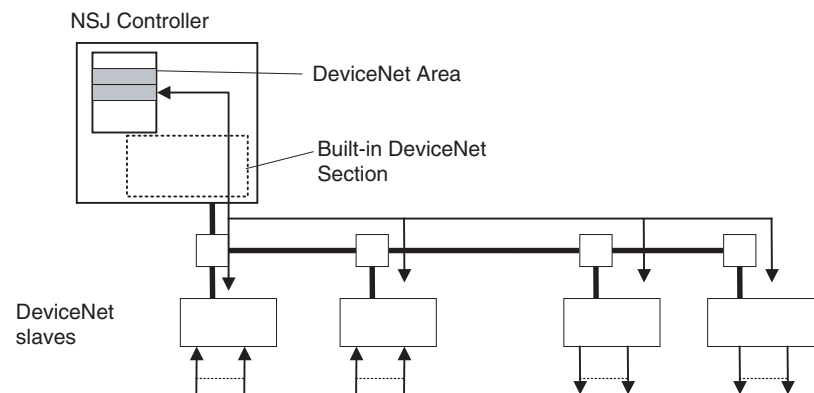 NSJ Controller
DeviceNet Area
Built-in DeviceNet
Section
DeviceNet
slaves